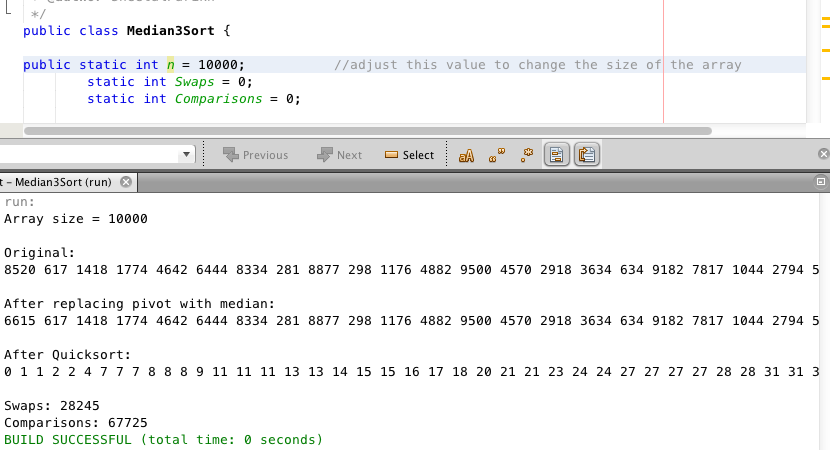 */
public class Median3Sort {
public static int n = 10000; //adjust this value to change the size of the array
static int Swaps = 0;
static int Comparisons = 0;
Previous Next Select
t – Median3Sort (run)
run:
Array size = 10000
Original:
8520 617 1418 1774 4642 6444 8334 281 8877 298 1176 4882 9500 4570 2918 3634 634 9182 7817 1044 2794 5
After replacing pivot with median:
6615 617 1418 1774 4642 6444 8334 281 8877 298 1176 4882 9500 4570 2918 3634 634 9182 7817 1044 2794 5
After Quicksort:
0 1 1 2 2 4 7 7 7 8 8 8 9 11 11 11 13 13 14 15 15 16 17 18 20 21 21 23 24 24 27 27 27 27 28 28 31 31 3
Swaps: 28245
Comparisons: 67725
BUILD SUCCESSFUL (total time: 0 seconds)